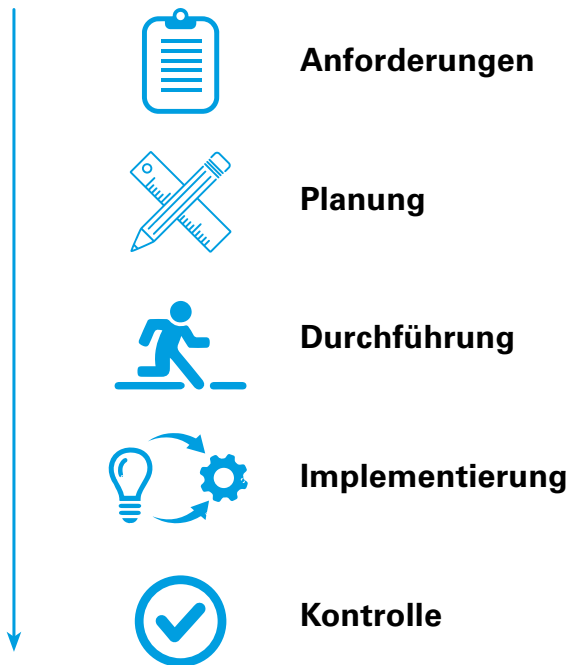 Anforderungen
Planung
Durchführung
Implementierung
Kontrolle